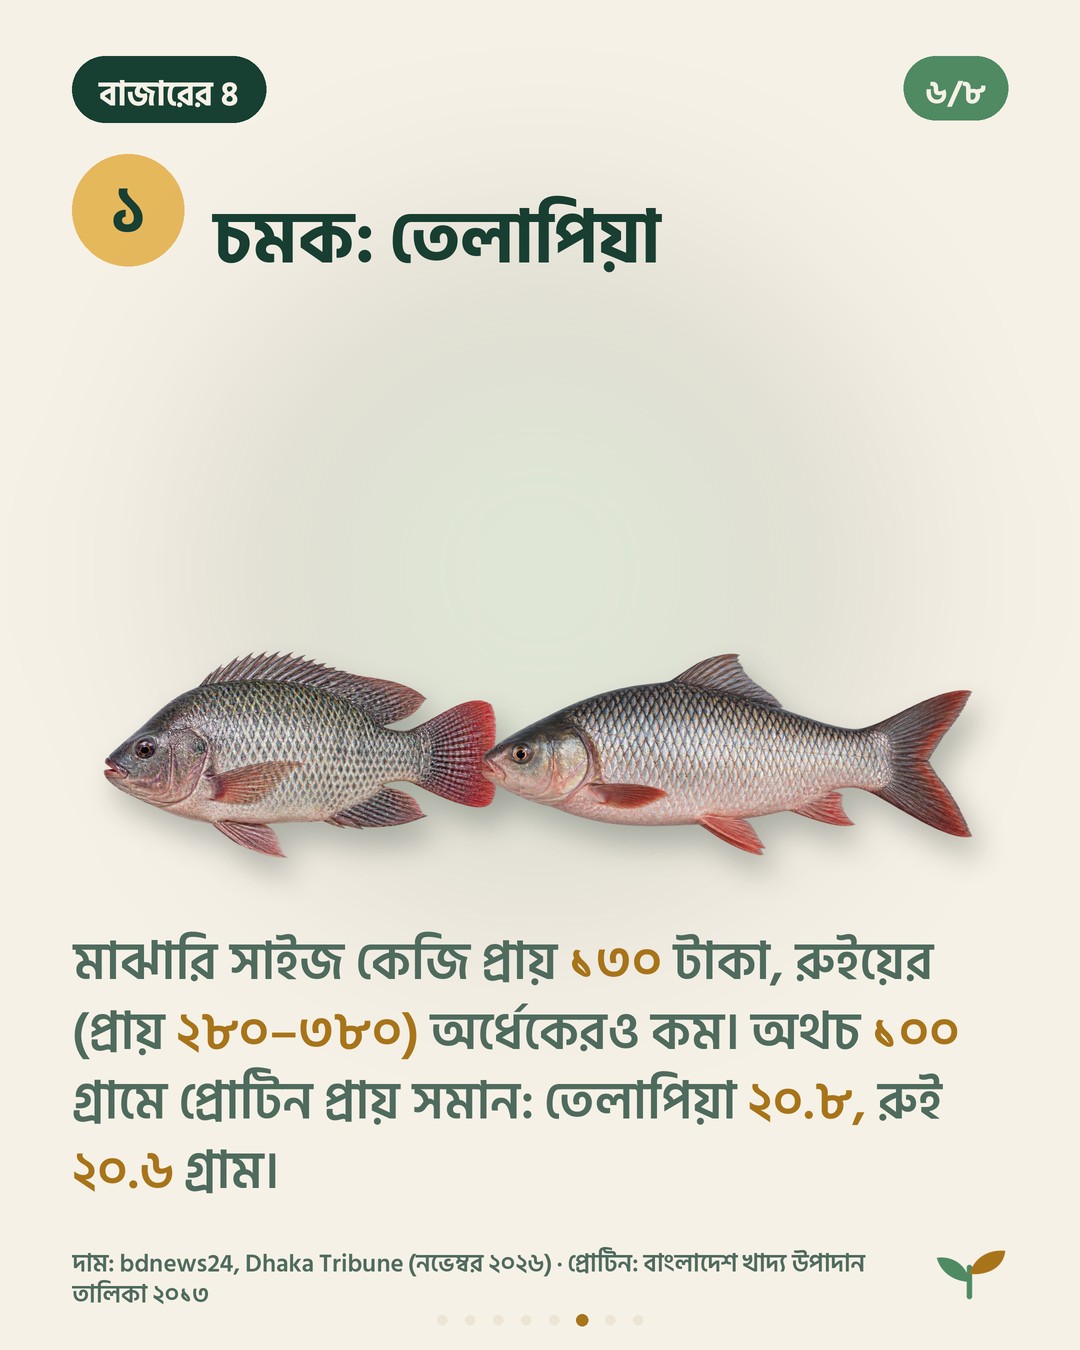 বাজারের ৪
৬/৮
১
চমক: তেলাপিয়া
মাঝারি সাইজ কেজি প্রায় ১৩০ টাকা, রুইয়ের
(প্রায় ২৮০–৩৮০) অর্ধেকেরও কম। অথচ ১০০
গ্রামে প্রোটিন প্রায় সমান: তেলাপিয়া ২০.৮, রুই
২০.৬ গ্রাম।
দাম: bdnews24, Dhaka Tribune (নভেম্বর ২০২৬) · প্রোটিন: বাংলাদেশ খাদ্য উপাদান
তালিকা ২০১৩